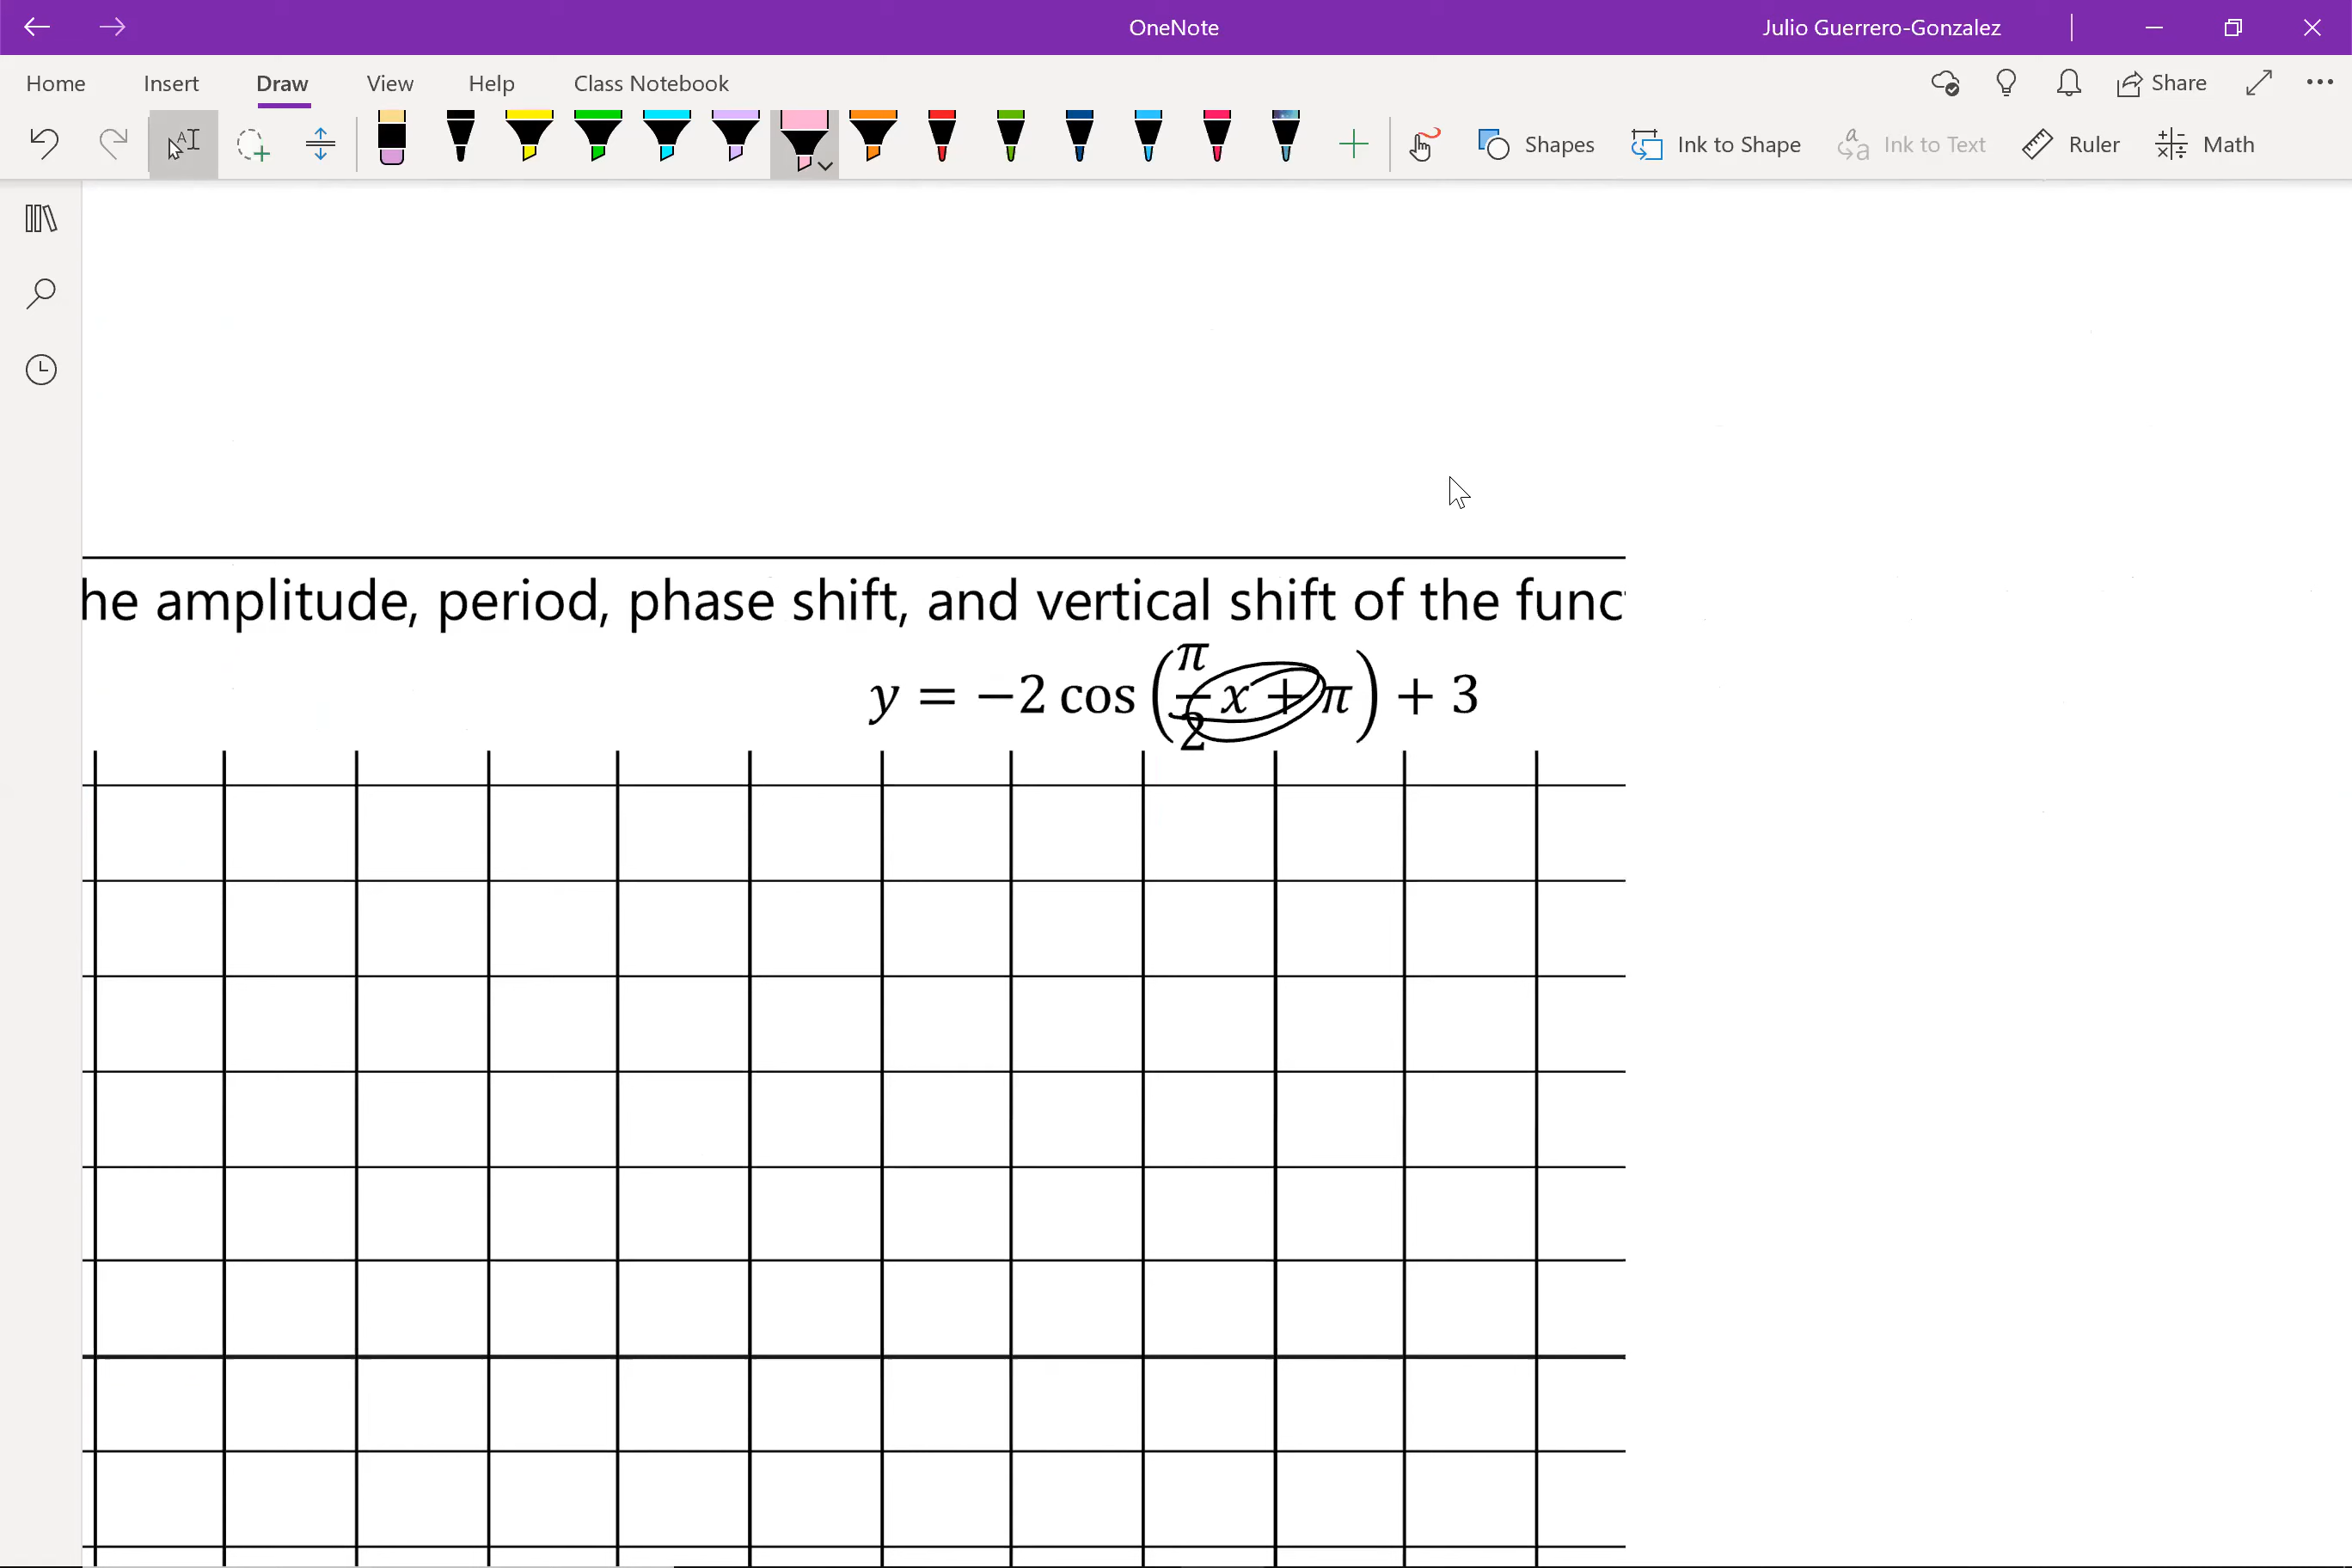 OneNote
Julio Guerrero-Gonzalez
Home Insert Draw View Help Class Notebook
Share
Shapes Ink to Shape Ink to Text Ruler Math
he amplitude, period, phase shift, and vertical shift of the func
y = −2 cos(π/2 x + π) + 3